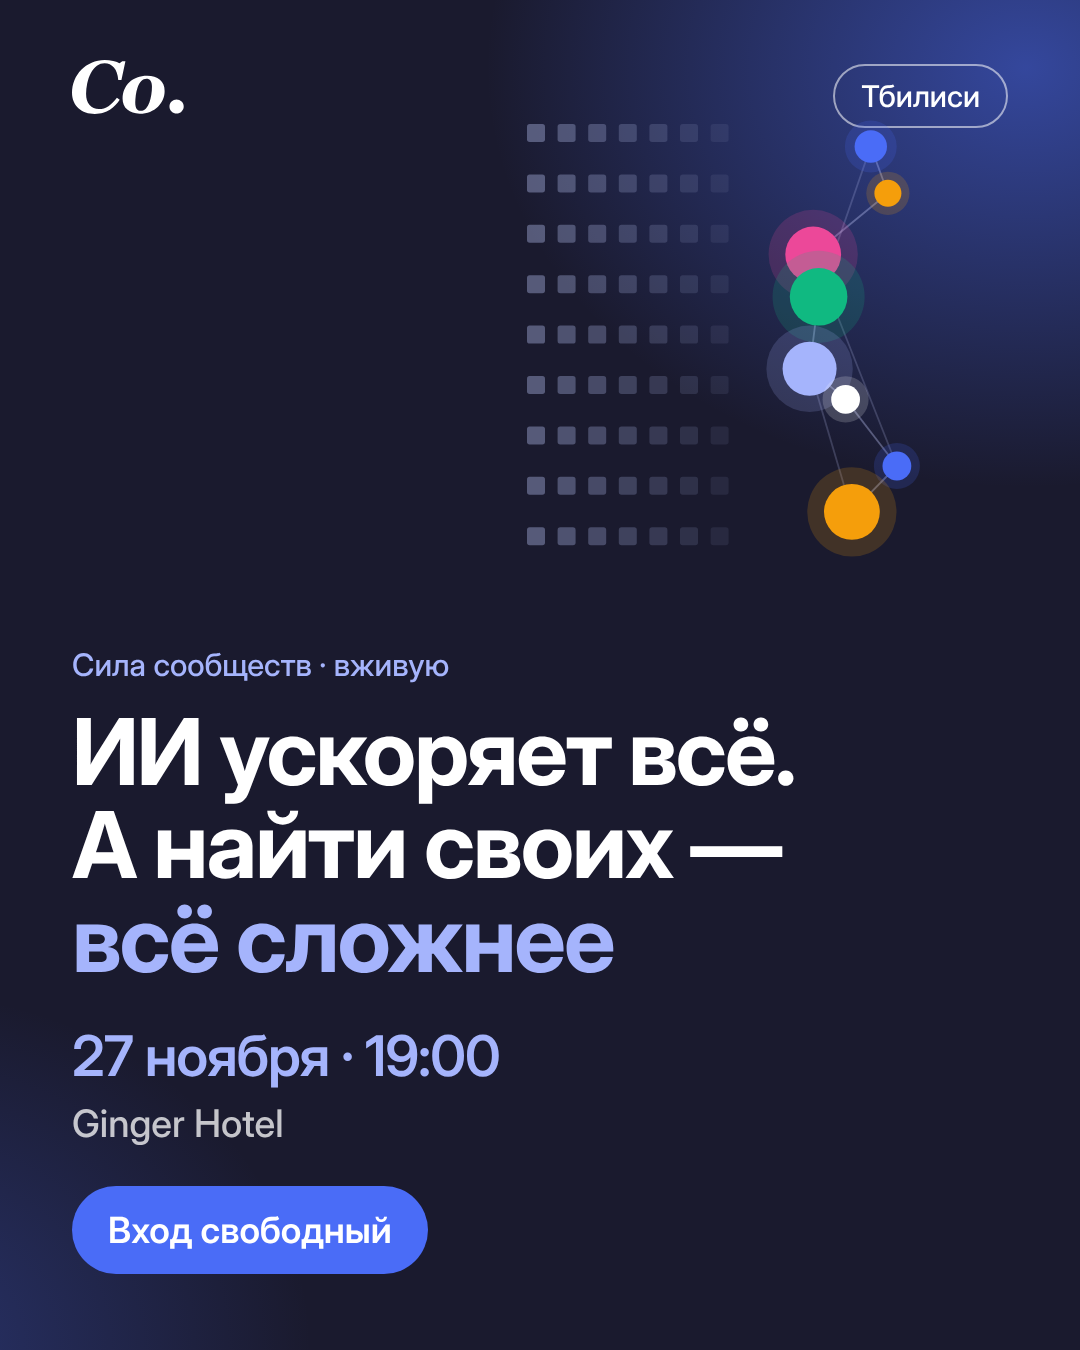 Co.
Тбилиси
Сила сообществ · вживую
ИИ ускоряет всё.
А найти своих —
всё сложнее
27 ноября · 19:00
Ginger Hotel
Вход свободный